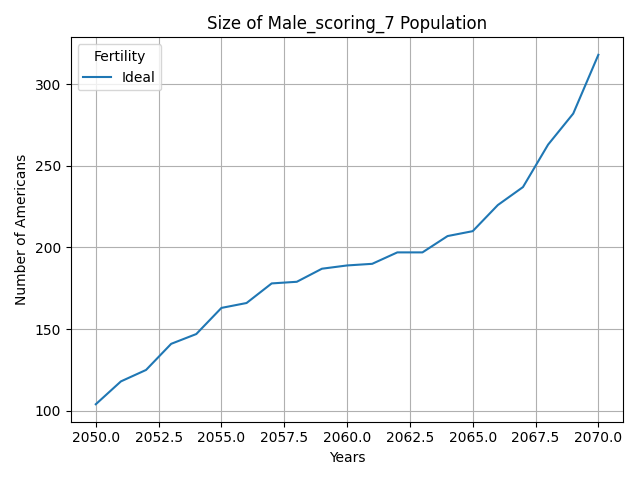 Size of Male_scoring_7 Population
Fertility
Ideal
Number of Americans
300
250
200
150
100
2050.0 2052.5 2055.0 2057.5 2060.0 2062.5 2065.0 2067.5 2070.0
Years